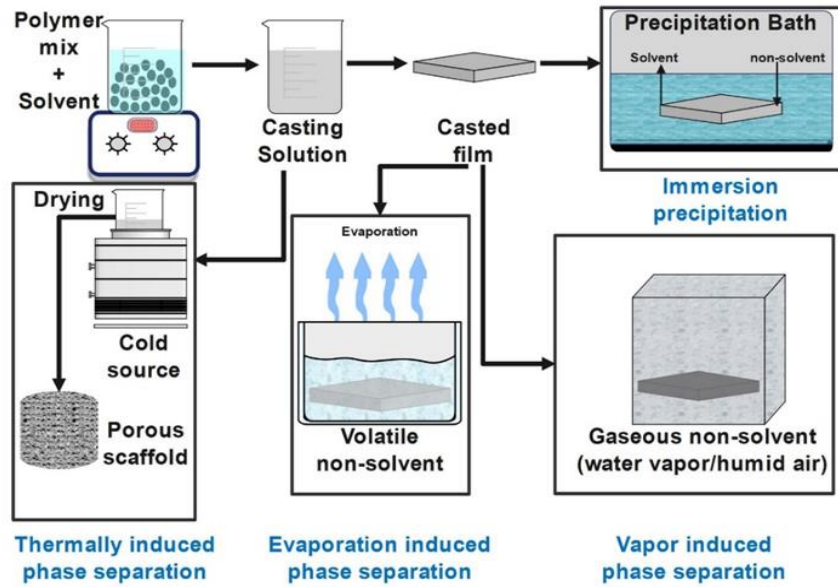 Polymer
mix
+
Solvent
Casting
Solution
Casted
film
Precipitation Bath
Solvent
non-solvent
Immersion
precipitation
Drying
Cold
source
Porous
scaffold
Thermally induced
phase separation
Evaporation
Volatile
non-solvent
Evaporation induced
phase separation
Gaseous non-solvent
(water vapor/humid air)
Vapor induced
phase separation